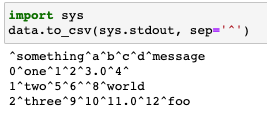 import sys
data.to_csv(sys.stdout, sep='^')
^something^a^b^c^d^message
0^one^1^2^3.0^4^
1^two^5^6^^8^world
2^three^9^10^11.0^12^foo